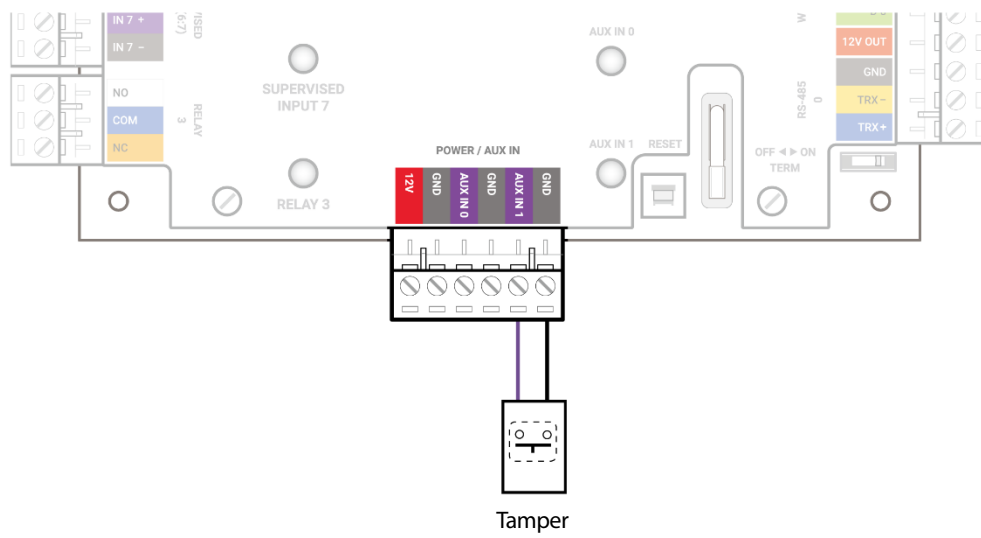 IN 7 +
IN 7 –
(6:7)
NO
COM
NC
RELAY
3
SUPERVISED
INPUT 7
RELAY 3
POWER / AUX IN
12V
GND
AUX IN 0
GND
AUX IN 1
GND
AUX IN 0
AUX IN 1
RESET
OFF ◄ ► ON
TERM
W
12V OUT
GND
TRX–
TRX+
RS-485
0
Tamper